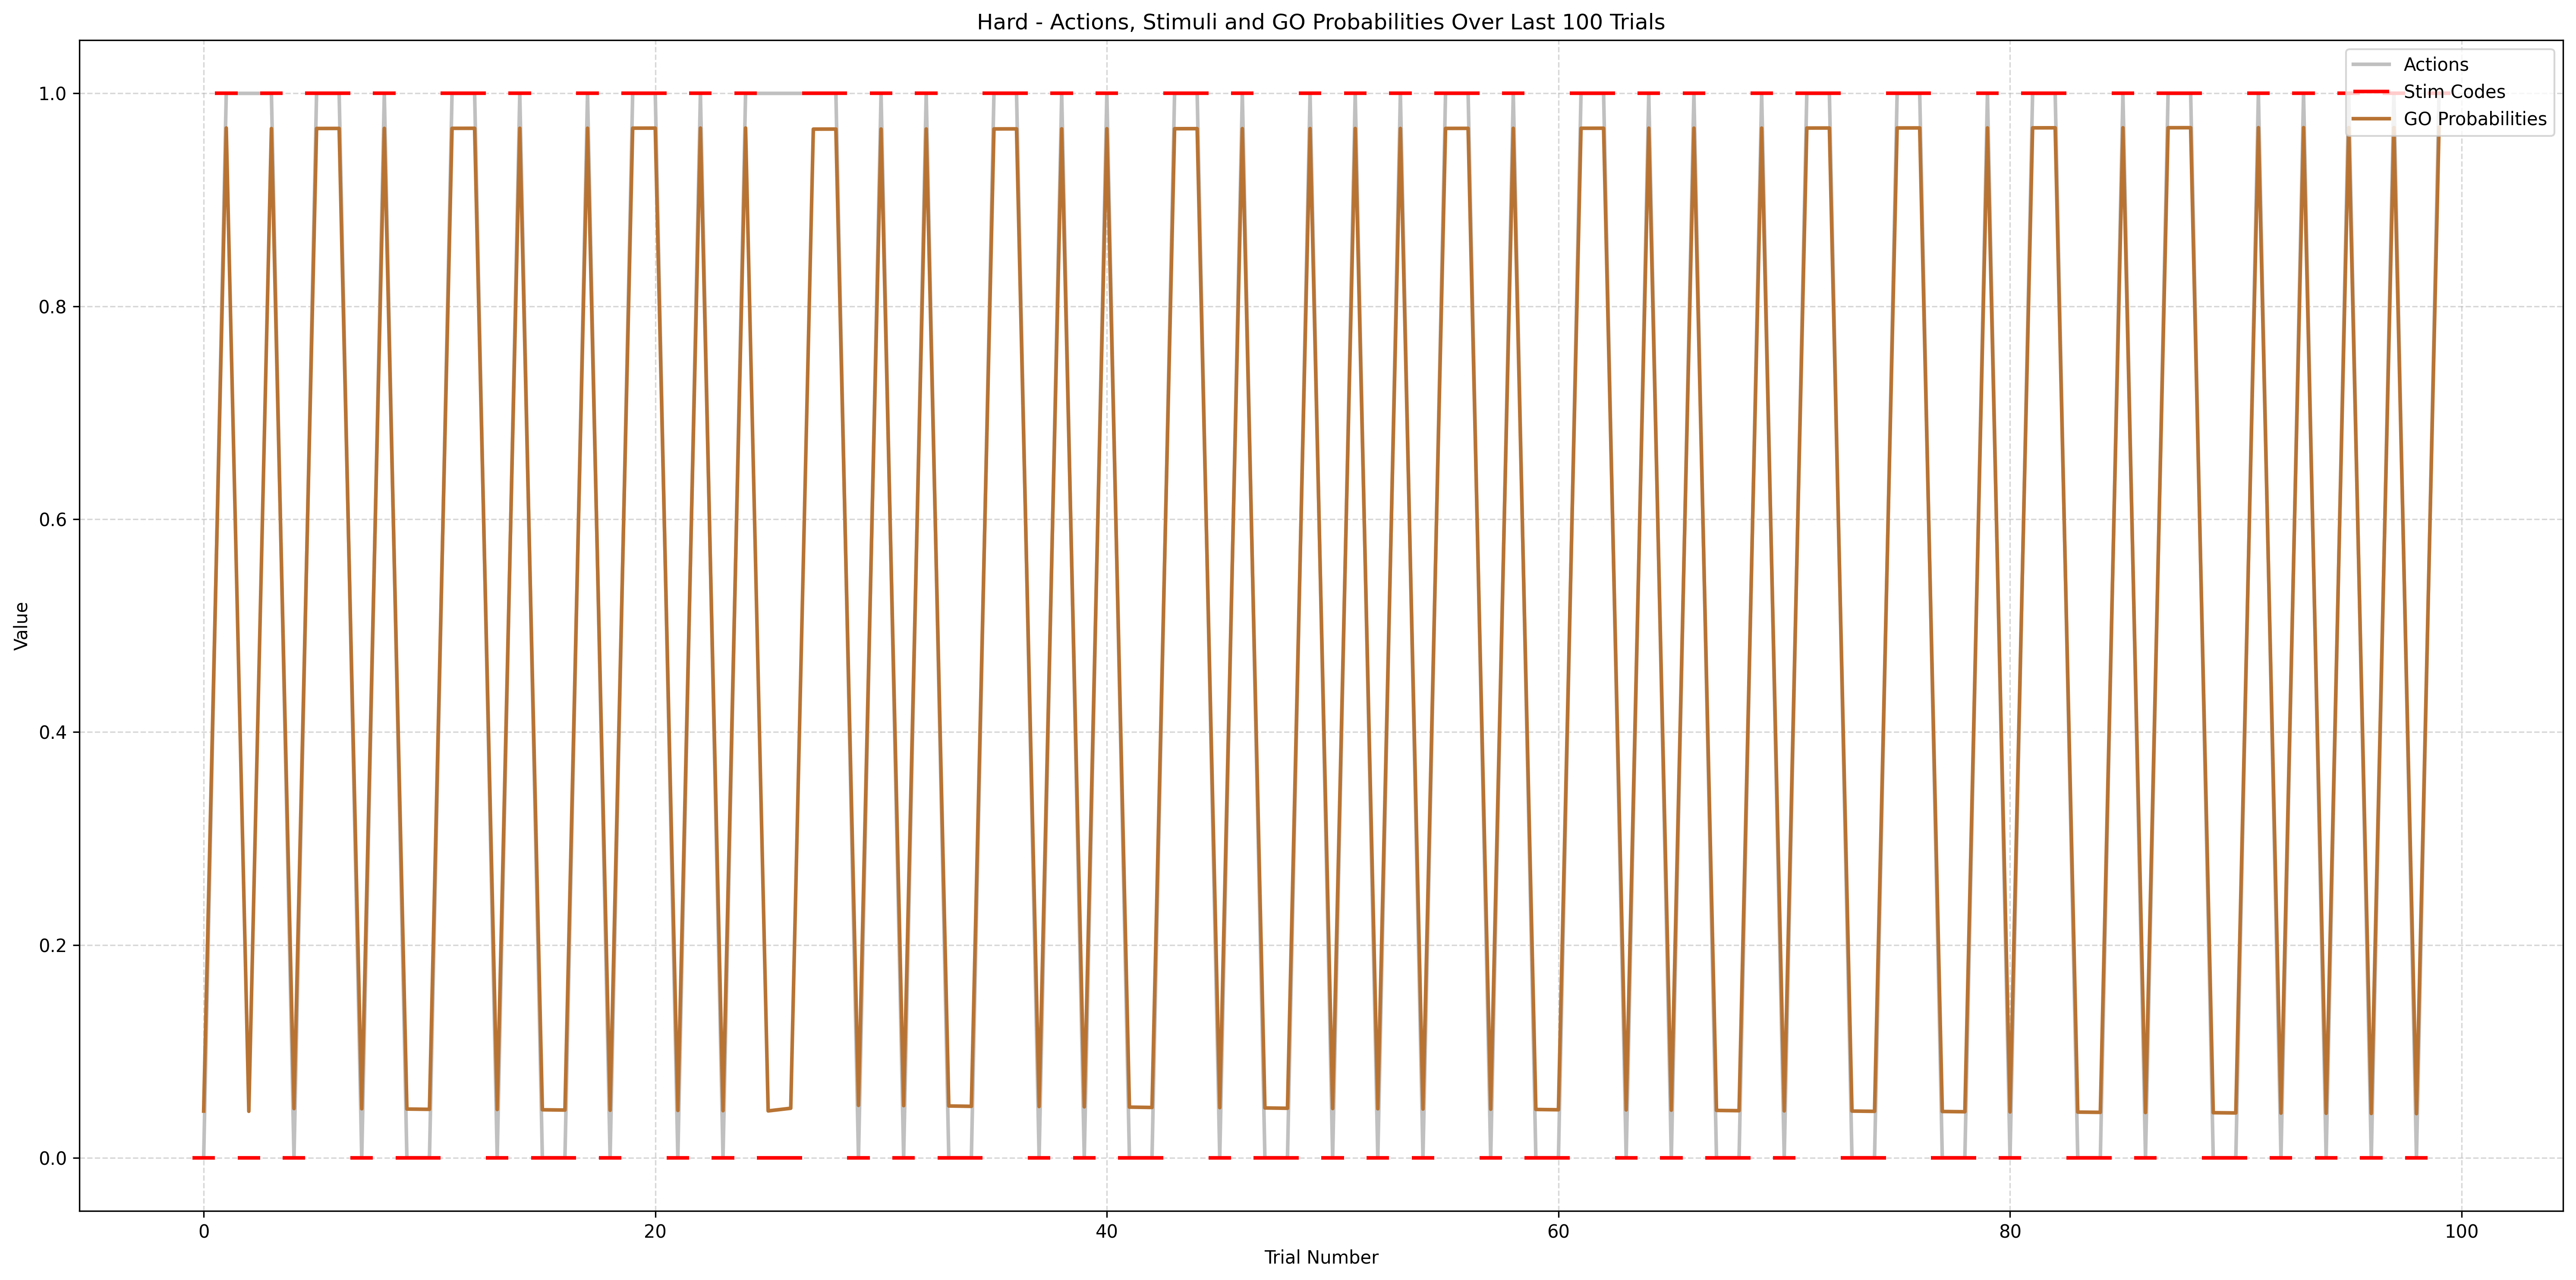 Hard - Actions, Stimuli and GO Probabilities Over Last 100 Trials
Actions
Stim Codes
GO Probabilities
1.0
0.8
0.6
0.4
0.2
0.0
Value
0
20
40
60
80
100
Trial Number